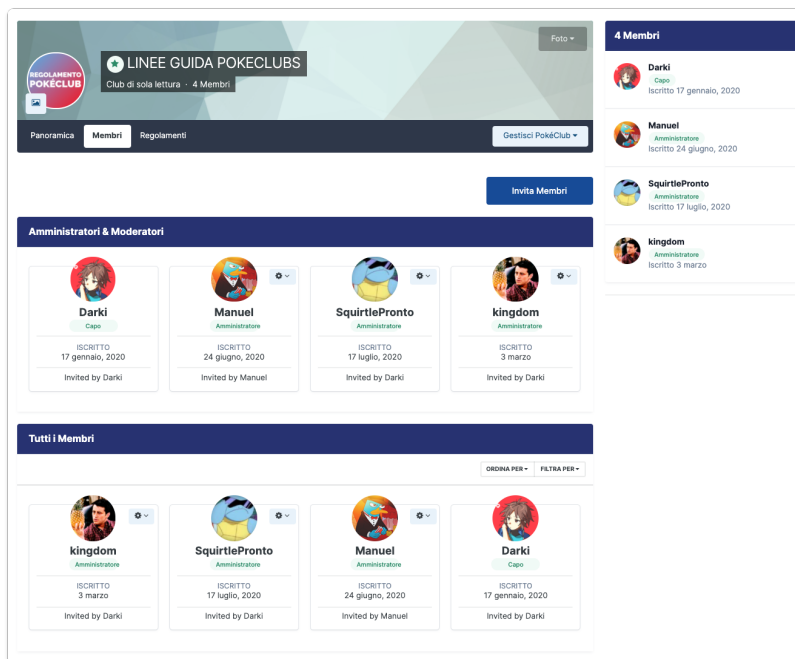 Foto
REGOLAMENTO
POKÉCLUB
LINEE GUIDA POKECLUBS
Club di sola lettura · 4 Membri
Panoramica Membri Regolamenti Gestisci PokéClub
Invita Membri
Amministratori & Moderatori
Darki Manuel SquirtlePronto kingdom
Capo Amministratore Amministratore Amministratore
ISCRITTO ISCRITTO ISCRITTO ISCRITTO
17 gennaio, 2020 24 giugno, 2020 17 luglio, 2020 3 marzo
Invited by Darki Invited by Manuel Invited by Darki Invited by Darki
Tutti i Membri
ORDINA PER FILTRA PER
kingdom SquirtlePronto Manuel Darki
Amministratore Amministratore Amministratore Capo
ISCRITTO ISCRITTO ISCRITTO ISCRITTO
3 marzo 17 luglio, 2020 24 giugno, 2020 17 gennaio, 2020
Invited by Darki Invited by Darki Invited by Manuel Invited by Darki
4 Membri
Darki
Capo
Iscritto 17 gennaio, 2020
Manuel
Amministratore
Iscritto 24 giugno, 2020
SquirtlePronto
Amministratore
Iscritto 17 luglio, 2020
kingdom
Amministratore
Iscritto 3 marzo